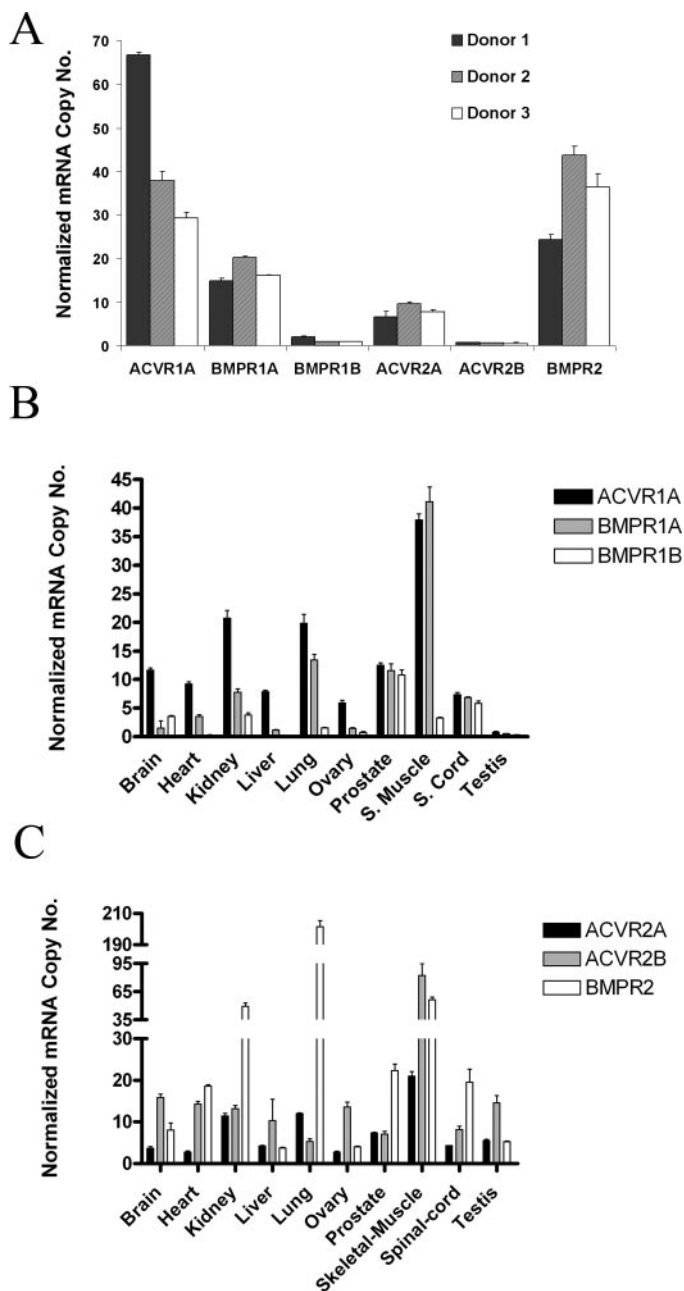 A
Normalized mRNA Copy No.
70
60
50
40
30
20
10
0
Donor 1
Donor 2
Donor 3
ACVR1A BMPR1A BMPR1B ACVR2A ACVR2B BMPR2
B
Normalized mRNA Copy No.
45
40
35
30
25
20
15
10
5
0
ACVR1A
BMPR1A
BMPR1B
Brain Heart Kidney Liver Lung Ovary Prostate S. Muscle S. Cord Testis
C
Normalized mRNA Copy No.
210
190
95
65
35
30
20
10
0
ACVR2A
ACVR2B
BMPR2
Brain Heart Kidney Liver Lung Ovary Prostate Skeletal-Muscle Spinal-cord Testis